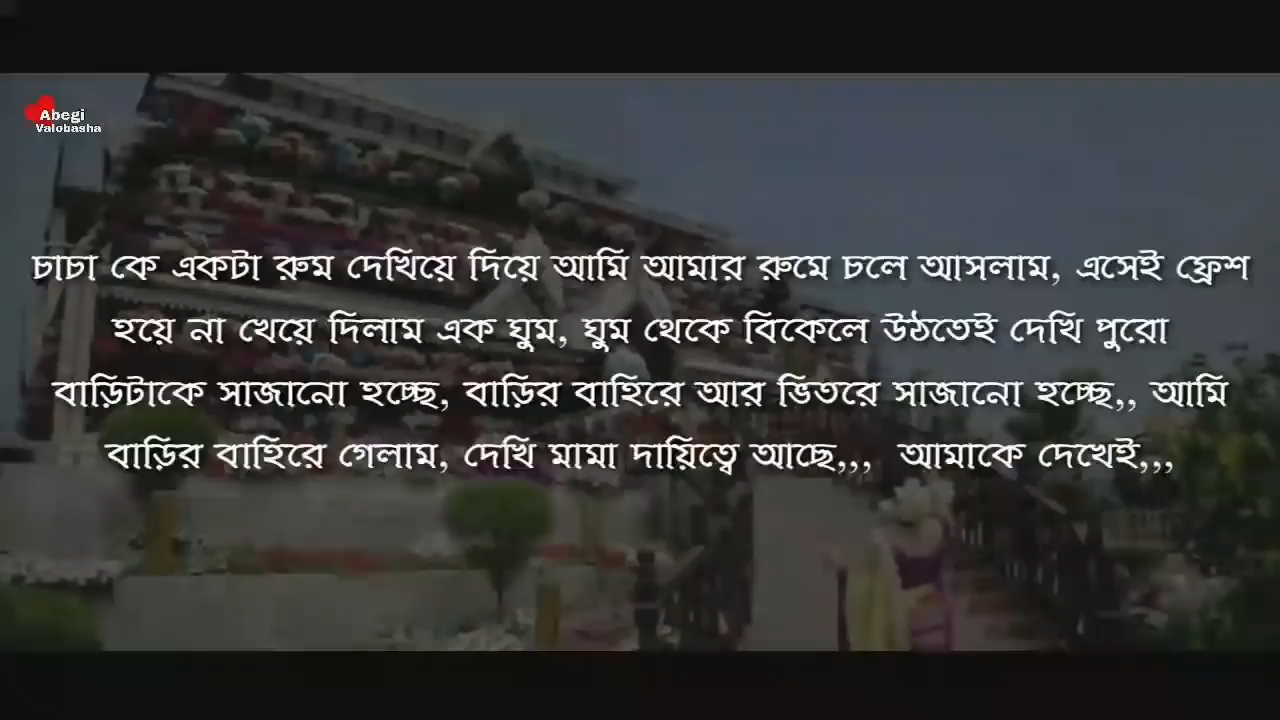 Abegi
Valobasha
চাচা কে একটা রুম দেখিয়ে দিয়ে আমি আমার রুমে চলে আসলাম, এসেই ফ্রেশ
হয়ে না খেয়ে দিলাম এক ঘুম, ঘুম থেকে বিকেলে উঠতেই দেখি পুরো
বাড়িটাকে সাজানো হচ্ছে, বাড়ির বাহিরে আর ভিতরে সাজানো হচ্ছে,, আমি
বাড়ির বাহিরে গেলাম, দেখি মামা দায়িত্বে আছে,,, আমাকে দেখেই,,,